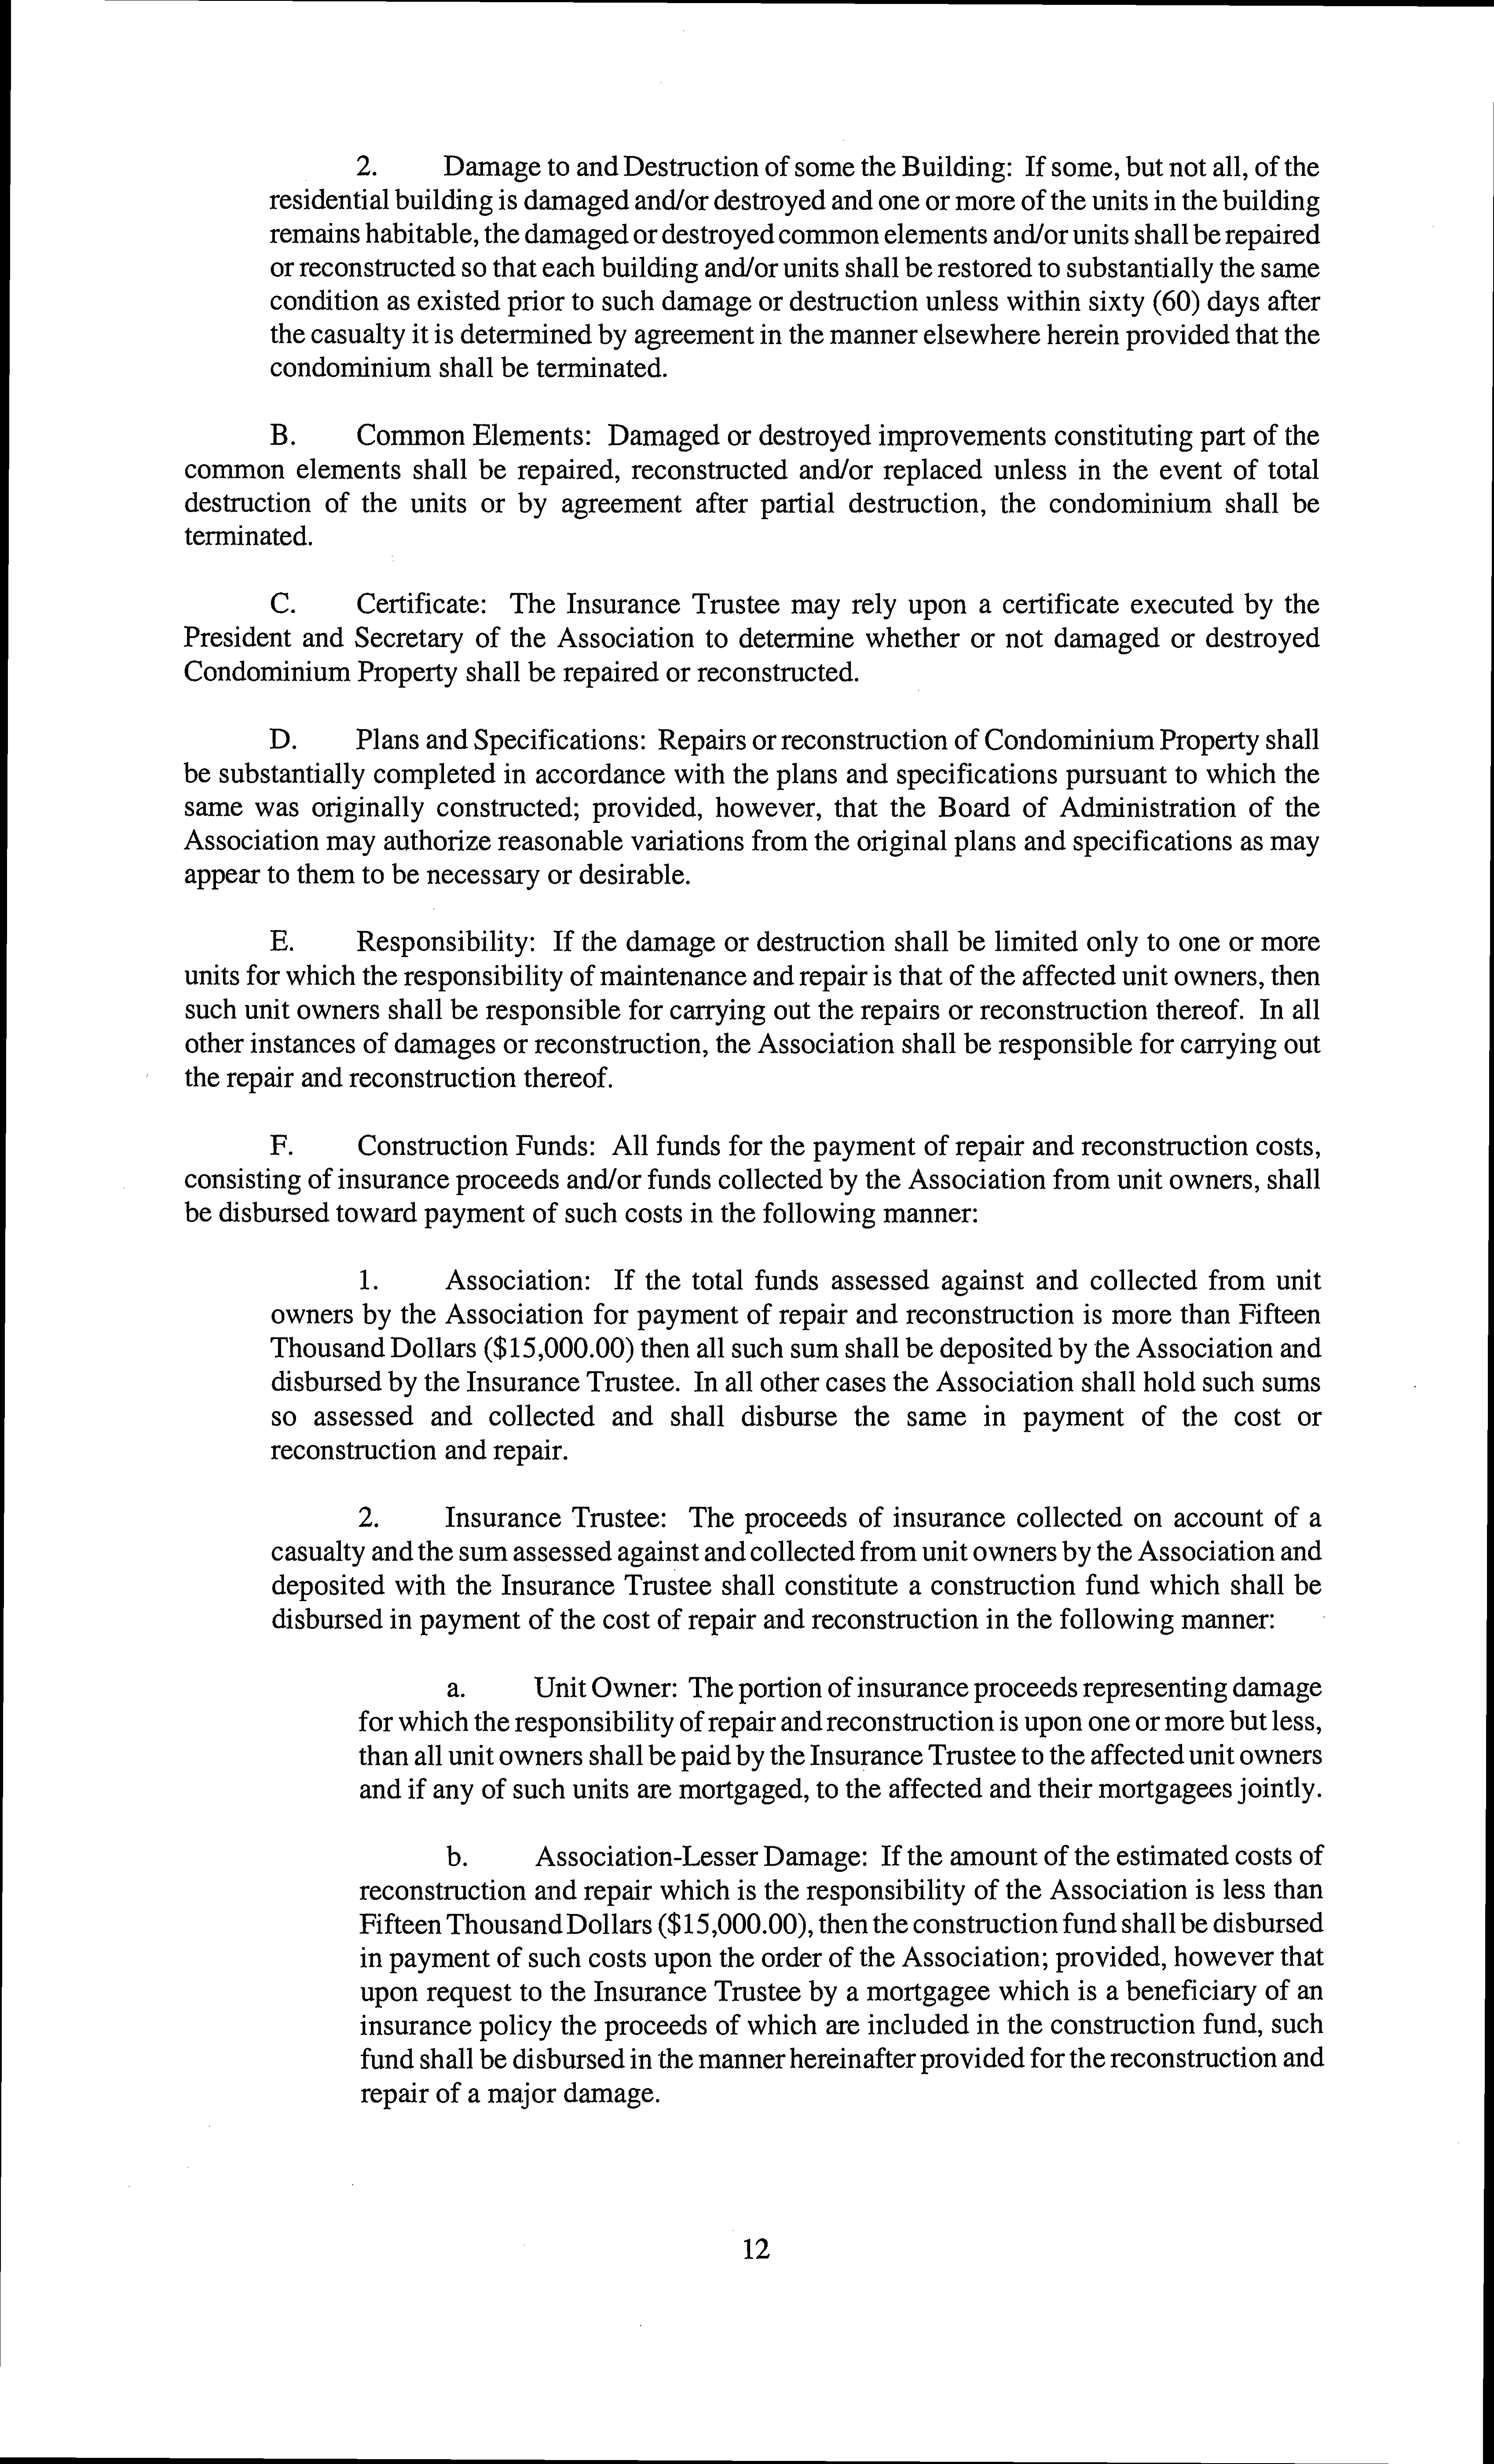 2. Damage to and Destruction of some the Building: If some, but not all, of the
residential building is damaged and/or destroyed and one or more of the units in the building
remains habitable, the damaged or destroyed common elements and/or units shall be repaired
or reconstructed so that each building and/or units shall be restored to substantially the same
condition as existed prior to such damage or destruction unless within sixty (60) days after
the casualty it is determined by agreement in the manner elsewhere herein provided that the
condominium shall be terminated.
B. Common Elements: Damaged or destroyed improvements constituting part of the
common elements shall be repaired, reconstructed and/or replaced unless in the event of total
destruction of the units or by agreement after partial destruction, the condominium shall be
terminated.
C. Certificate: The Insurance Trustee may rely upon a certificate executed by the
President and Secretary of the Association to determine whether or not damaged or destroyed
Condominium Property shall be repaired or reconstructed.
D. Plans and Specifications: Repairs or reconstruction of Condominium Property shall
be substantially completed in accordance with the plans and specifications pursuant to which the
same was originally constructed; provided, however, that the Board of Administration of the
Association may authorize reasonable variations from the original plans and specifications as may
appear to them to be necessary or desirable.
E. Responsibility: If the damage or destruction shall be limited only to one or more
units for which the responsibility of maintenance and repair is that of the affected unit owners, then
such unit owners shall be responsible for carrying out the repairs or reconstruction thereof. In all
other instances of damages or reconstruction, the Association shall be responsible for carrying out
the repair and reconstruction thereof.
F. Construction Funds: All funds for the payment of repair and reconstruction costs,
consisting of insurance proceeds and/or funds collected by the Association from unit owners, shall
be disbursed toward payment of such costs in the following manner:
1. Association: If the total funds assessed against and collected from unit
owners by the Association for payment of repair and reconstruction is more than Fifteen
Thousand Dollars ($15,000.00) then all such sum shall be deposited by the Association and
disbursed by the Insurance Trustee. In all other cases the Association shall hold such sums
so assessed and collected and shall disburse the same in payment of the cost or
reconstruction and repair.
2. Insurance Trustee: The proceeds of insurance collected on account of a
casualty and the sum assessed against and collected from unit owners by the Association and
deposited with the Insurance Trustee shall constitute a construction fund which shall be
disbursed in payment of the cost of repair and reconstruction in the following manner:
a. Unit Owner: The portion of insurance proceeds representing damage
for which the responsibility of repair and reconstruction is upon one or more but less,
than all unit owners shall be paid by the Insurance Trustee to the affected unit owners
and if any of such units are mortgaged, to the affected and their mortgagees jointly.
b. Association-Lesser Damage: If the amount of the estimated costs of
reconstruction and repair which is the responsibility of the Association is less than
Fifteen Thousand Dollars ($15,000.00), then the construction fund shall be disbursed
in payment of such costs upon the order of the Association; provided, however that
upon request to the Insurance Trustee by a mortgagee which is a beneficiary of an
insurance policy the proceeds of which are included in the construction fund, such
fund shall be disbursed in the manner hereinafter provided for the reconstruction and
repair of a major damage.
12